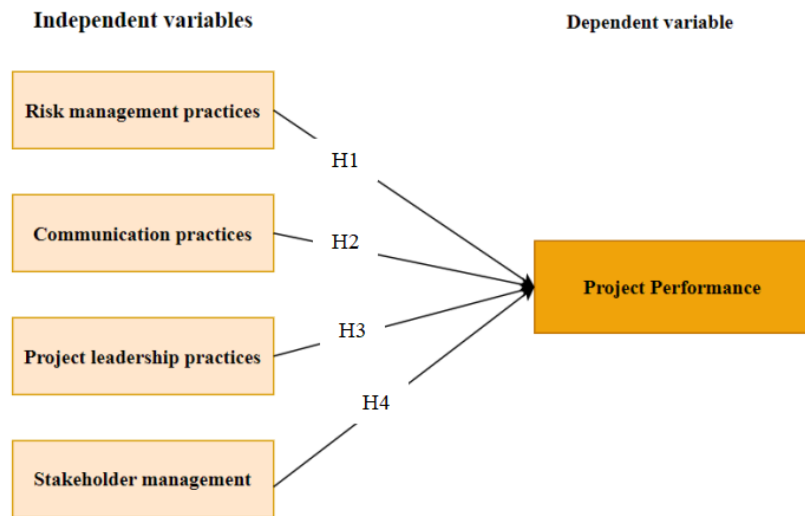 Independent variables
Dependent variable
Risk management practices
H1
Communication practices
H2
Project Performance
Project leadership practices
H3
H4
Stakeholder management